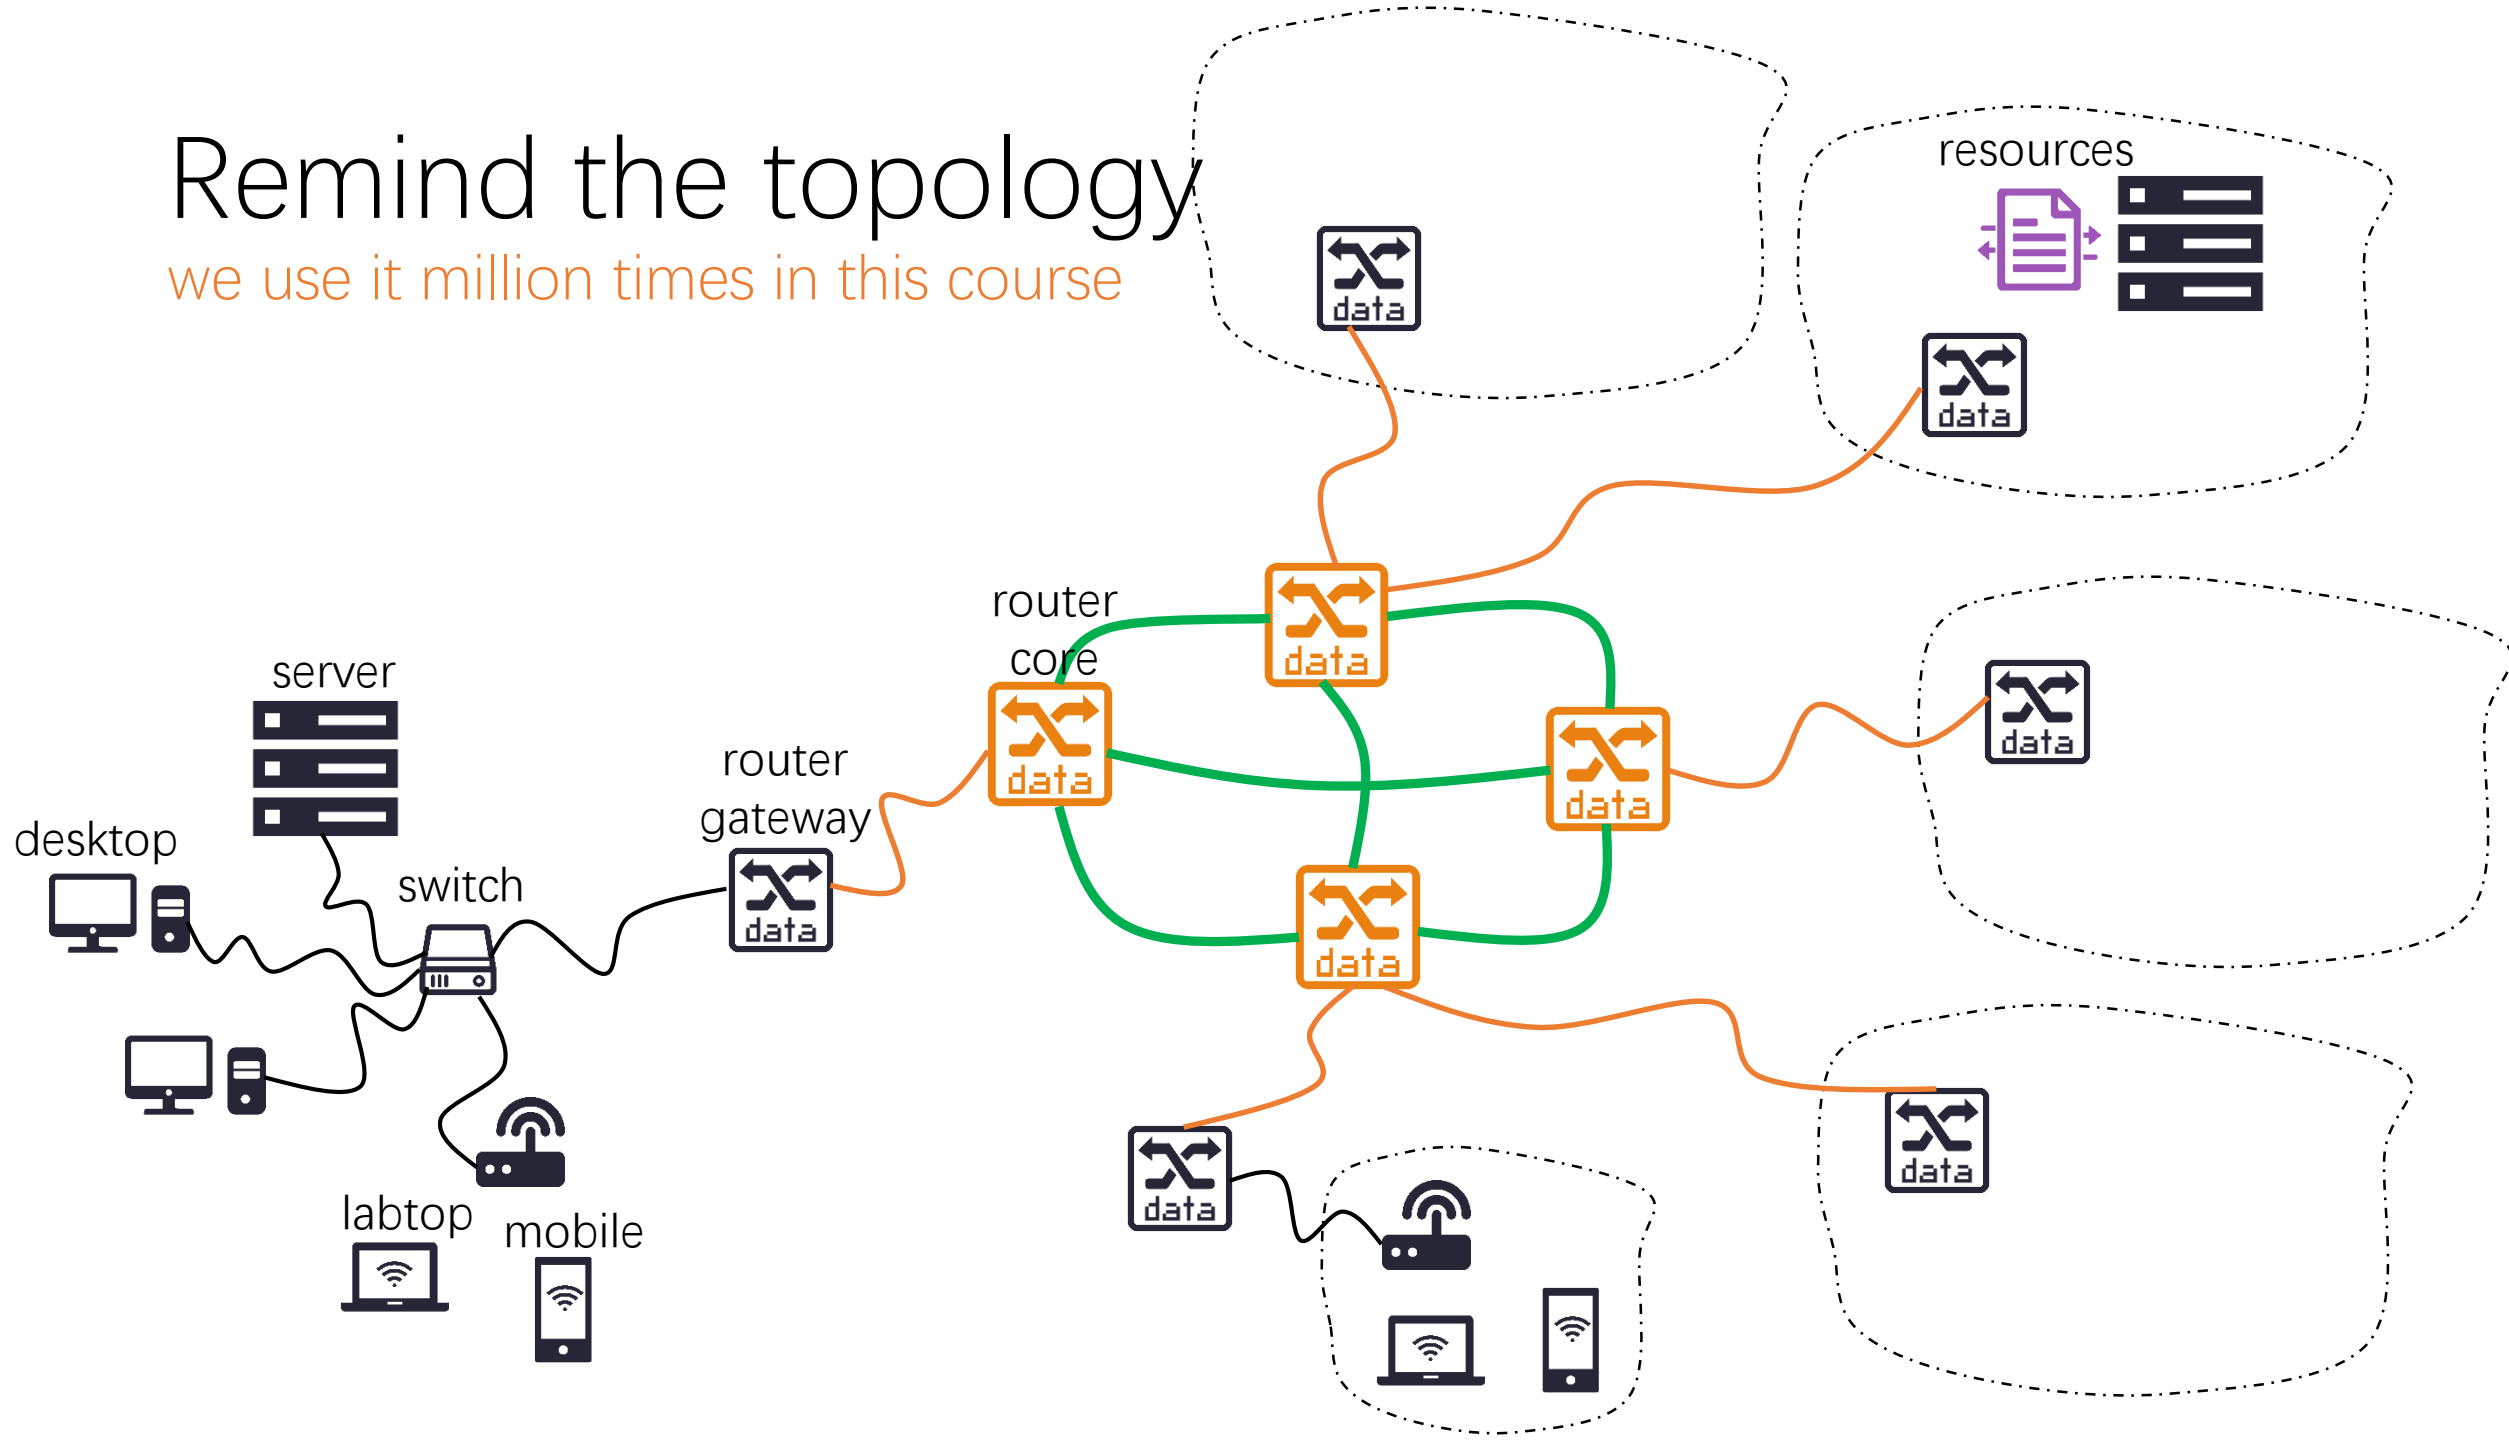 Remind the topology
we use it million times in this course
resources
data
data
router
core
data
server
data
data
router
gateway
data
desktop
switch
data
data
data
data
labtop
mobile